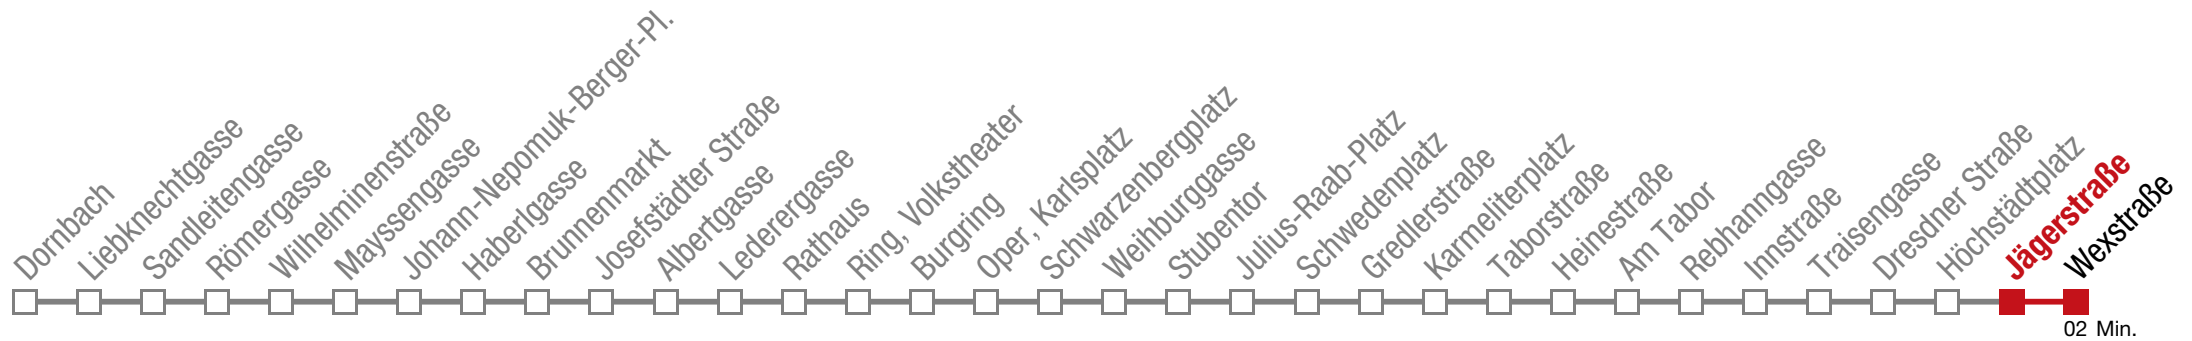 Dornbach
Liebknechtgasse
Sandleitengasse
Römergasse
Wilhelminenstraße
Mayssengasse
Johann-Nepomuk-Berger-Pl.
Haberlgasse
Brunnenmarkt
Josefstädter Straße
Albertgasse
Lederergasse
Rathaus
Ring, Volkstheater
Burgring
Oper, Karlsplatz
Schwarzenbergplatz
Weihburggasse
Stubentor
Julius-Raab-Platz
Schwedenplatz
Gredlerstraße
Karmeliterplatz
Taborstraße
Heinestraße
Am Tabor
Rebhanngasse
Innstraße
Traisengasse
Dresdner Straße
Höchstädtplatz
Jägerstraße
Wexstraße
02 Min.